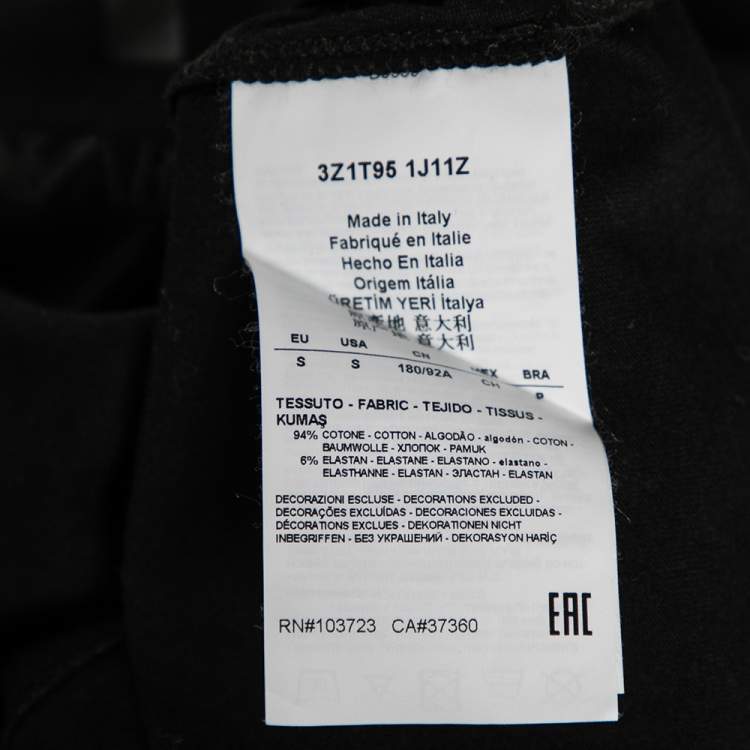 3Z1T95 1J11Z
Made in Italy
Fabriqué en Italie
Hecho En Italia
Origem Itália
ÜRETİM YERİ İtalya
原產地 意大利
意大利
EU USA CN MEX BRA
S S 180/92A CH P
TESSUTO - FABRIC - TEJIDO - TISSUS -
KUMAŞ
94% COTONE - COTTON - ALGODÃO - algodón - COTON -
BAUMWOLLE - ХЛОПОК - PAMUK
6% ELASTAN - ELASTANE - ELASTANO - elastano -
ELASTHANNE - ELASTAN - ЭЛАСТАН - ELASTAN
DECORAZIONI ESCLUSE - DECORATIONS EXCLUDED -
DECORAÇÕES EXCLUÍDAS - DECORACIONES EXCLUIDAS -
DÉCORATIONS EXCLUES - DEKORATIONEN NICHT
INBEGRIFFEN - БЕЗ УКРАШЕНИЙ - DEKORASYON HARİÇ
RN#103723 CA#37360
EAC